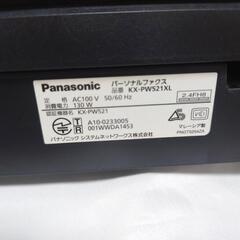 Panasonic パーソナルファクス
品番 KX-PW521XL
定格 AC100 V 50/60 Hz
消費電力 130 W
2.4FH8
認証機器名 KX-PW521
A10-0233005
001WWDA1453
パナソニック システムネットワークス株式会社
マレーシア製